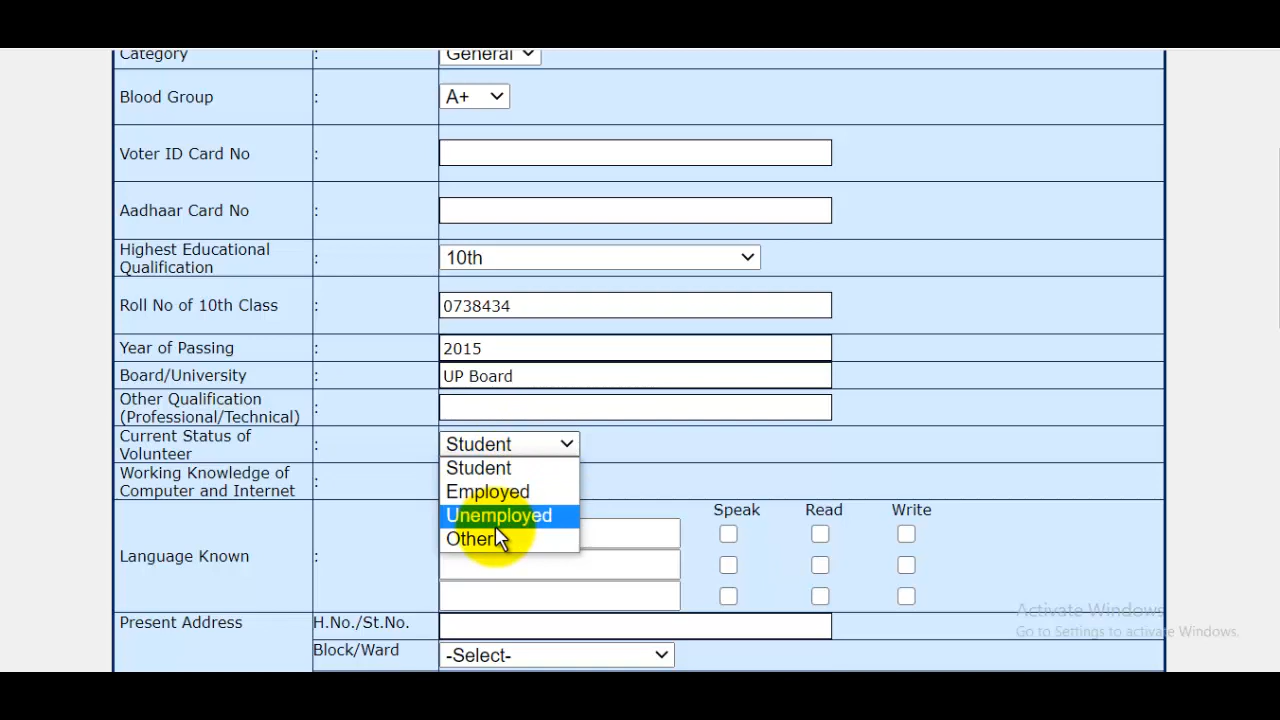 Category : General
Blood Group : A+
Voter ID Card No :
Aadhaar Card No :
Highest Educational
Qualification : 10th
Roll No of 10th Class : 0738434
Year of Passing : 2015
Board/University : UP Board
Other Qualification
(Professional/Technical) :
Current Status of
Volunteer : Student
Student
Employed
Unemployed
Other
Working Knowledge of
Computer and Internet :
Speak Read Write
Language Known :
Present Address H.No./St.No.
Block/Ward -Select-
Activate Windows
Go to Settings to activate Windows.